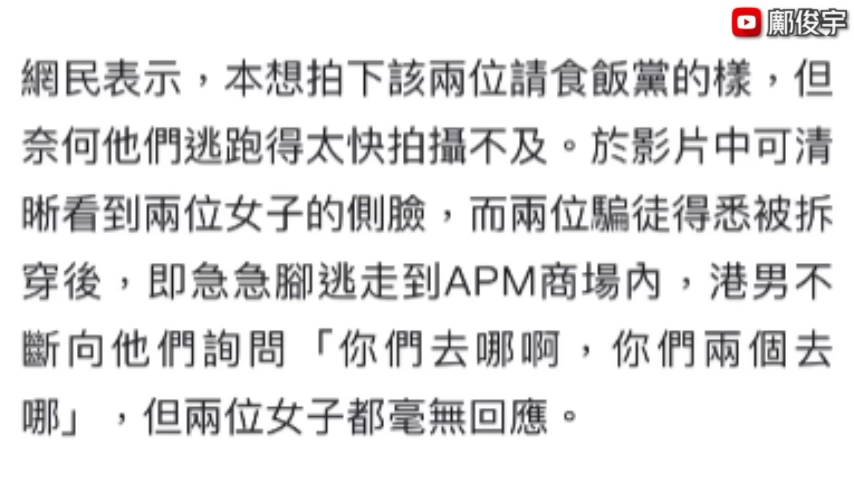 鄺俊宇
網民表示，本想拍下該兩位請食飯黨的樣，但
奈何他們逃跑得太快拍攝不及。於影片中可清
晰看到兩位女子的側臉，而兩位騙徒得悉被拆
穿後，即急急腳逃走到APM商場內，港男不
斷向他們詢問「你們去哪啊，你們兩個去
哪」，但兩位女子都毫無回應。